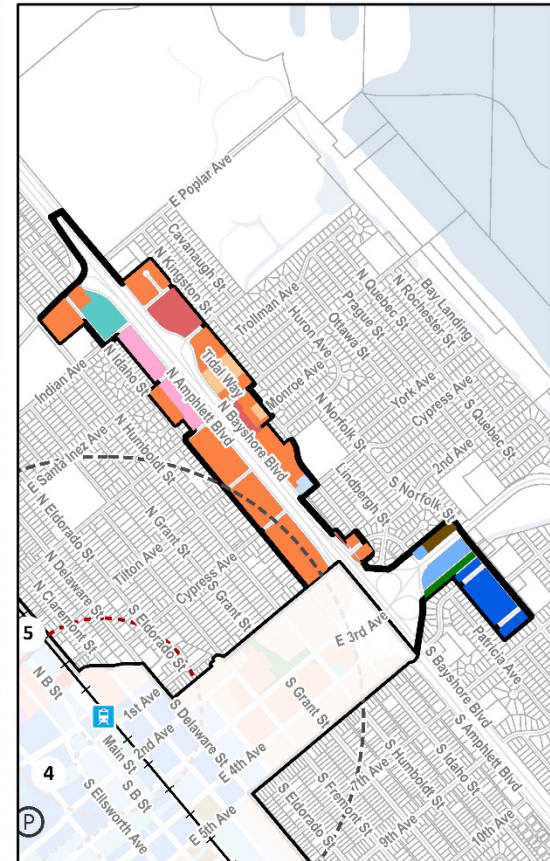 E Poplar Ave
Cavanaugh St
N Kingston St
Trollman Ave
Huron Ave
Ottawa St
Prague St
N Quebec St
N Rochester St
Bay Landing
Indian Ave
N Idaho St
Tidal Way
Monroe Ave
York Ave
Cypress Ave
N Amphlett Blvd
N Bayshore Blvd
N Norfolk St
S Quebec St
2nd Ave
E Santa Inez Ave
N Humboldt St
Lindbergh St
S Norfolk St
N Eldorado St
N Grant St
Tilton Ave
Cypress Ave
N Delaware St
S Grant St
N Claremont St
S Eldorado St
5
E 3rd Ave
Patricia Ave
N B St
1st Ave
S Delaware St
S Grant St
S Bayshore Blvd
2nd Ave
Main St
E 4th Ave
S Amphlett Blvd
4
S B St
7th Ave
S Idaho St
S Humboldt St
S Fremont St
S Eldorado St
S Ellsworth Ave
E 5th Ave
9th Ave
10th Ave
P